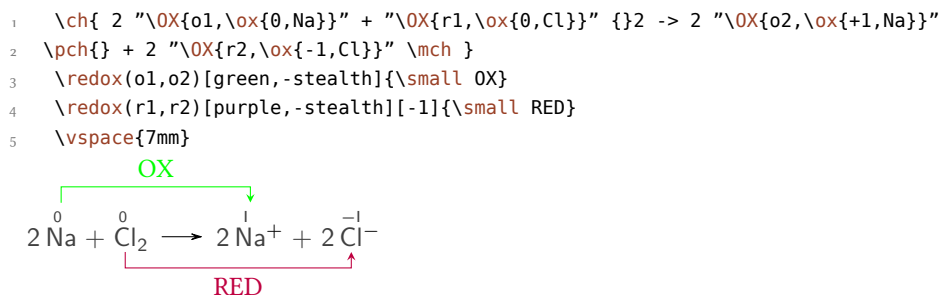 1 \ch{ 2 "\OX{o1,\ox{0,Na}}" + "\OX{r1,\ox{0,Cl}}" {}2 -> 2 "\OX{o2,\ox{+1,Na}}"
2 \pch{} + 2 "\OX{r2,\ox{-1,Cl}}" \mch }
3 \redox(o1,o2)[green,-stealth]{\small OX}
4 \redox(r1,r2)[purple,-stealth][-1]{\small RED}
5 \vspace{7mm}
OX
0 0 I −I
2 Na + Cl₂ ⟶ 2 Na⁺ + 2 Cl⁻
RED